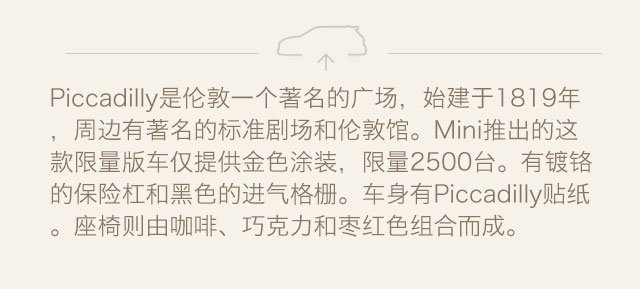 Piccadilly是伦敦一个著名的广场，始建于1819年
，周边有著名的标准剧场和伦敦馆。Mini推出的这
款限量版车仅提供金色涂装，限量2500台。有镀铬
的保险杠和黑色的进气格栅。车身有Piccadilly贴纸
。座椅则由咖啡、巧克力和枣红色组合而成。